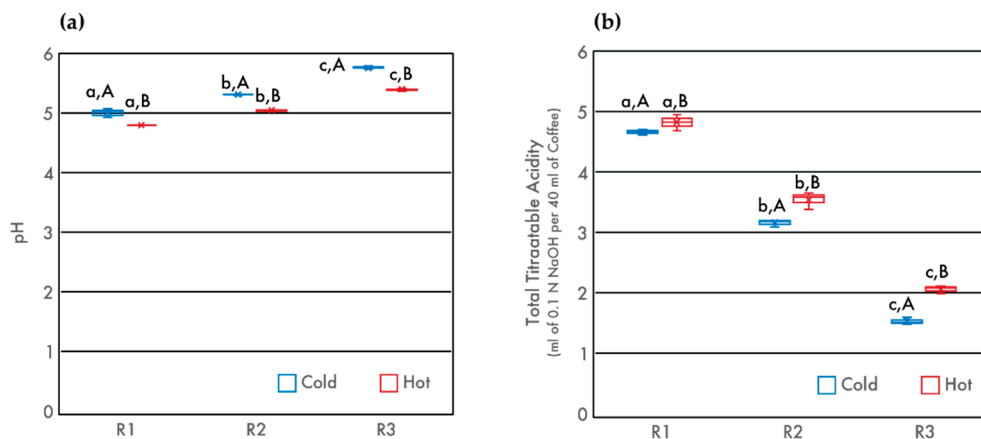 (a)
pH
6
5
4
3
2
1
0
a,A
a,B
b,A
b,B
c,A
c,B
Cold
Hot
R1
R2
R3
(b)
Total Titraatable Acidity
(ml of 0.1 N NaOH per 40 ml of Coffee)
6
5
4
3
2
1
0
a,A
a,B
b,A
b,B
c,A
c,B
Cold
Hot
R1
R2
R3